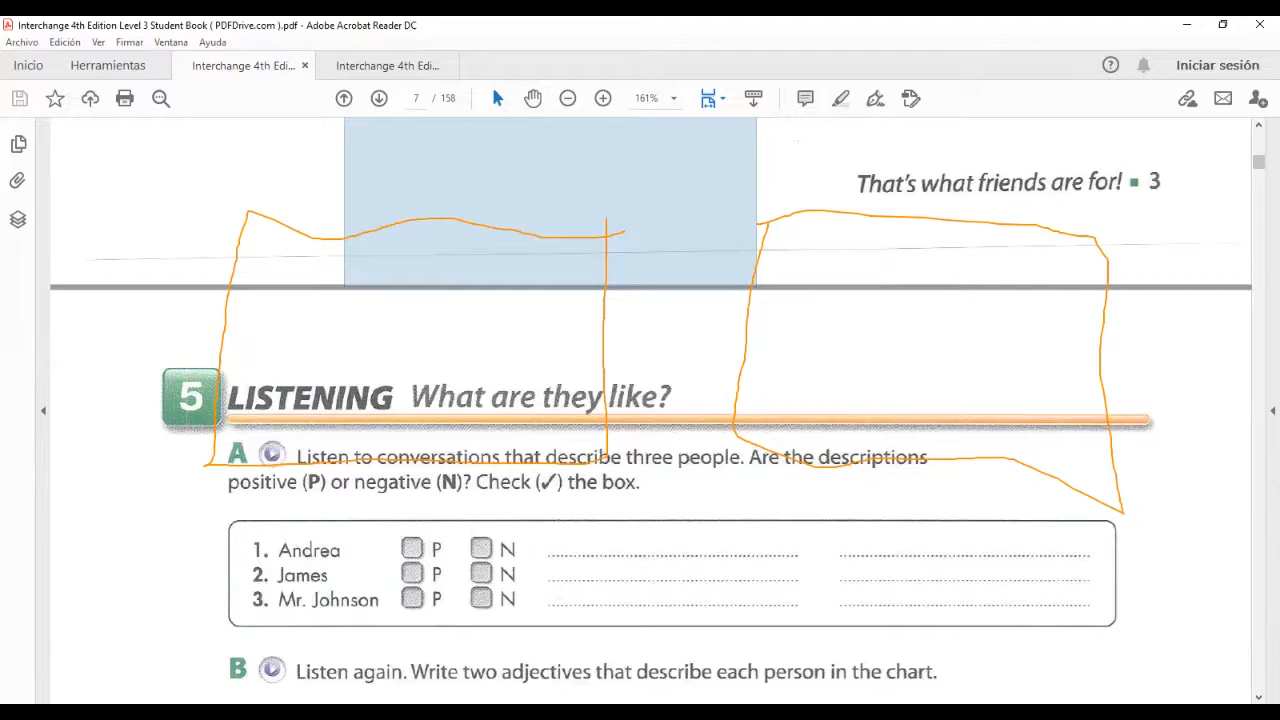 Interchange 4th Edition Level 3 Student Book ( PDFDrive.com ).pdf - Adobe Acrobat Reader DC
Archivo Edición Ver Firmar Ventana Ayuda
Inicio Herramientas Interchange 4th Edi... × Interchange 4th Edi... Iniciar sesión
7 / 158 161%
That's what friends are for! ▪ 3
5 LISTENING What are they like?
A Listen to conversations that describe three people. Are the descriptions
positive (P) or negative (N)? Check (✓) the box.
1. Andrea P N
2. James P N
3. Mr. Johnson P N
B Listen again. Write two adjectives that describe each person in the chart.